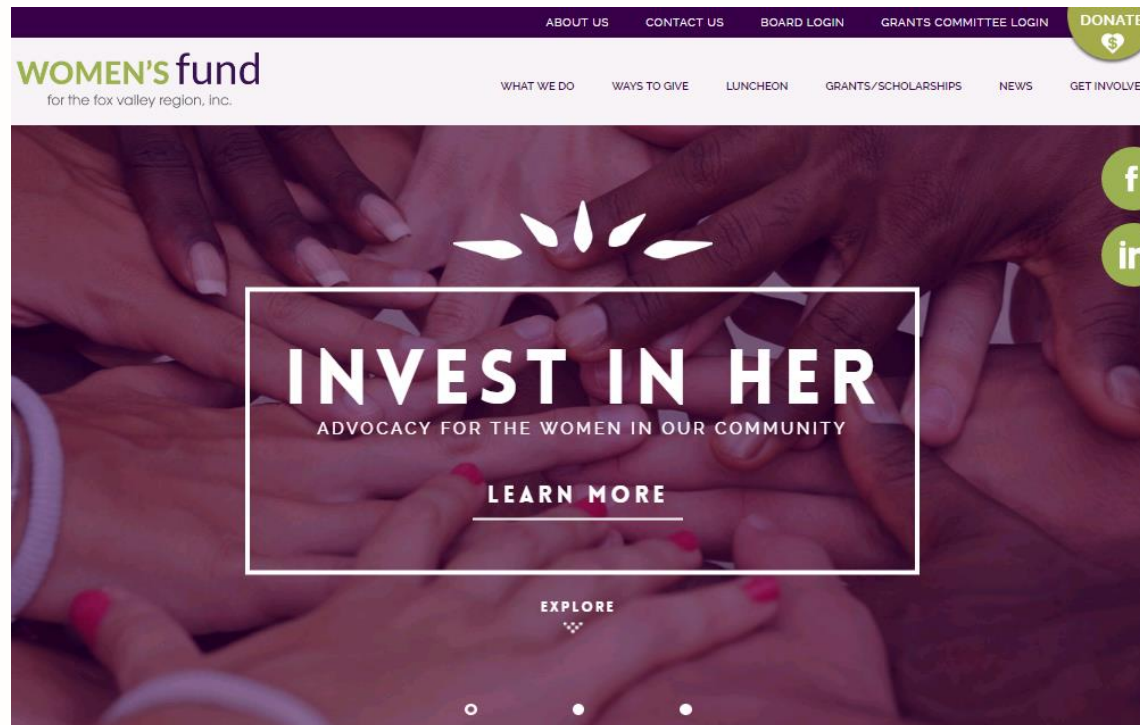 ABOUT US CONTACT US BOARD LOGIN GRANTS COMMITTEE LOGIN DONATE
WOMEN'S fund
for the fox valley region, inc.
WHAT WE DO WAYS TO GIVE LUNCHEON GRANTS/SCHOLARSHIPS NEWS GET INVOLVE
f
in
INVEST IN HER
ADVOCACY FOR THE WOMEN IN OUR COMMUNITY
LEARN MORE
EXPLORE